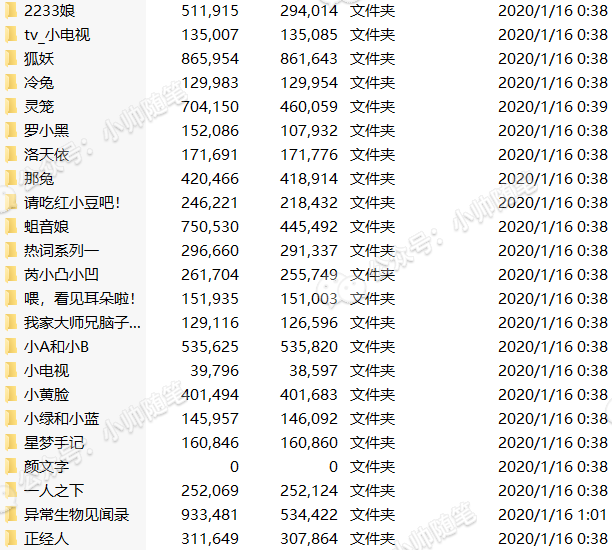 2233娘 511,915 294,014 文件夹 2020/1/16 0:38
tv_小电视 135,007 135,085 文件夹 2020/1/16 0:38
狐妖 865,954 861,643 文件夹 2020/1/16 0:38
冷兔 129,983 129,954 文件夹 2020/1/16 0:38
灵笼 704,150 460,059 文件夹 2020/1/16 0:39
罗小黑 152,086 107,932 文件夹 2020/1/16 0:38
洛天依 171,691 171,776 文件夹 2020/1/16 0:38
那兔 420,466 418,914 文件夹 2020/1/16 0:38
请吃红小豆吧！ 246,221 218,432 文件夹 2020/1/16 0:38
蛆音娘 750,530 445,492 文件夹 2020/1/16 0:38
热词系列一 296,660 291,337 文件夹 2020/1/16 0:38
芮小凸小凹 261,704 255,749 文件夹 2020/1/16 0:38
喂，看见耳朵啦！ 151,935 151,003 文件夹 2020/1/16 0:38
我家大师兄脑子... 129,116 126,596 文件夹 2020/1/16 0:38
小A和小B 535,625 535,820 文件夹 2020/1/16 0:38
小电视 39,796 38,597 文件夹 2020/1/16 0:38
小黄脸 401,494 401,683 文件夹 2020/1/16 0:38
小绿和小蓝 145,957 146,092 文件夹 2020/1/16 0:38
星梦手记 160,846 160,860 文件夹 2020/1/16 0:38
颜文字 0 0 文件夹 2020/1/16 0:38
一人之下 252,069 252,124 文件夹 2020/1/16 0:38
异常生物见闻录 933,481 534,422 文件夹 2020/1/16 1:01
正经人 311,649 307,864 文件夹 2020/1/16 0:38
公众号：小帅随笔
公众号：小帅随笔
小帅随笔
小帅随笔